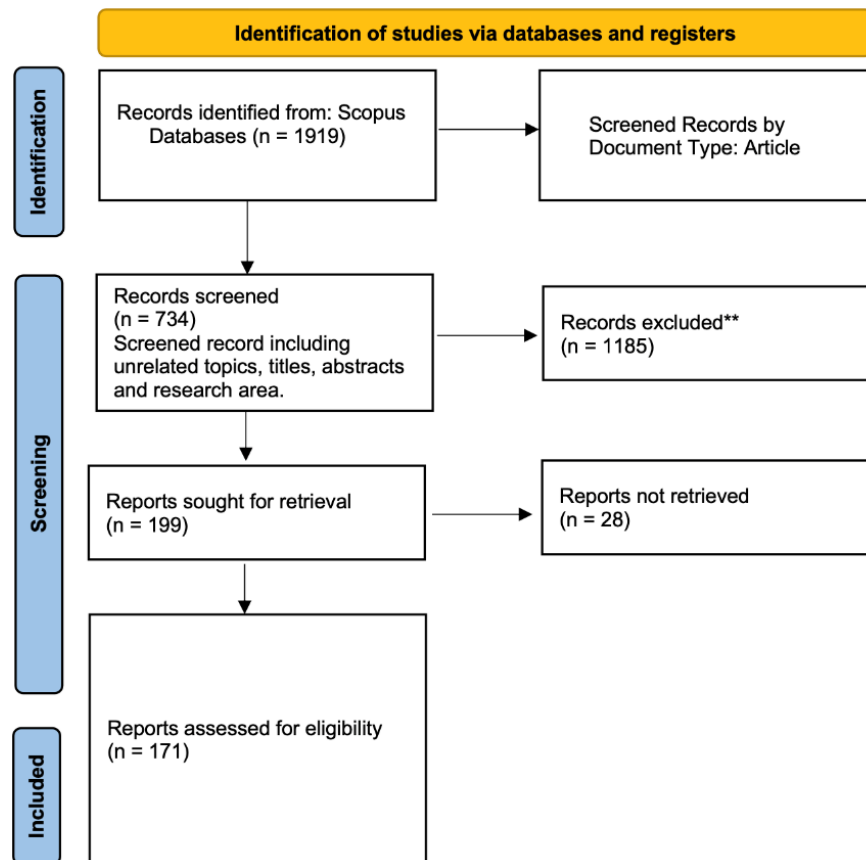 Identification of studies via databases and registers
Identification
Records identified from: Scopus
Databases (n = 1919)
Screened Records by
Document Type: Article
Screening
Records screened
(n = 734)
Screened record including
unrelated topics, titles, abstracts
and research area.
Records excluded**
(n = 1185)
Reports sought for retrieval
(n = 199)
Reports not retrieved
(n = 28)
Included
Reports assessed for eligibility
(n = 171)